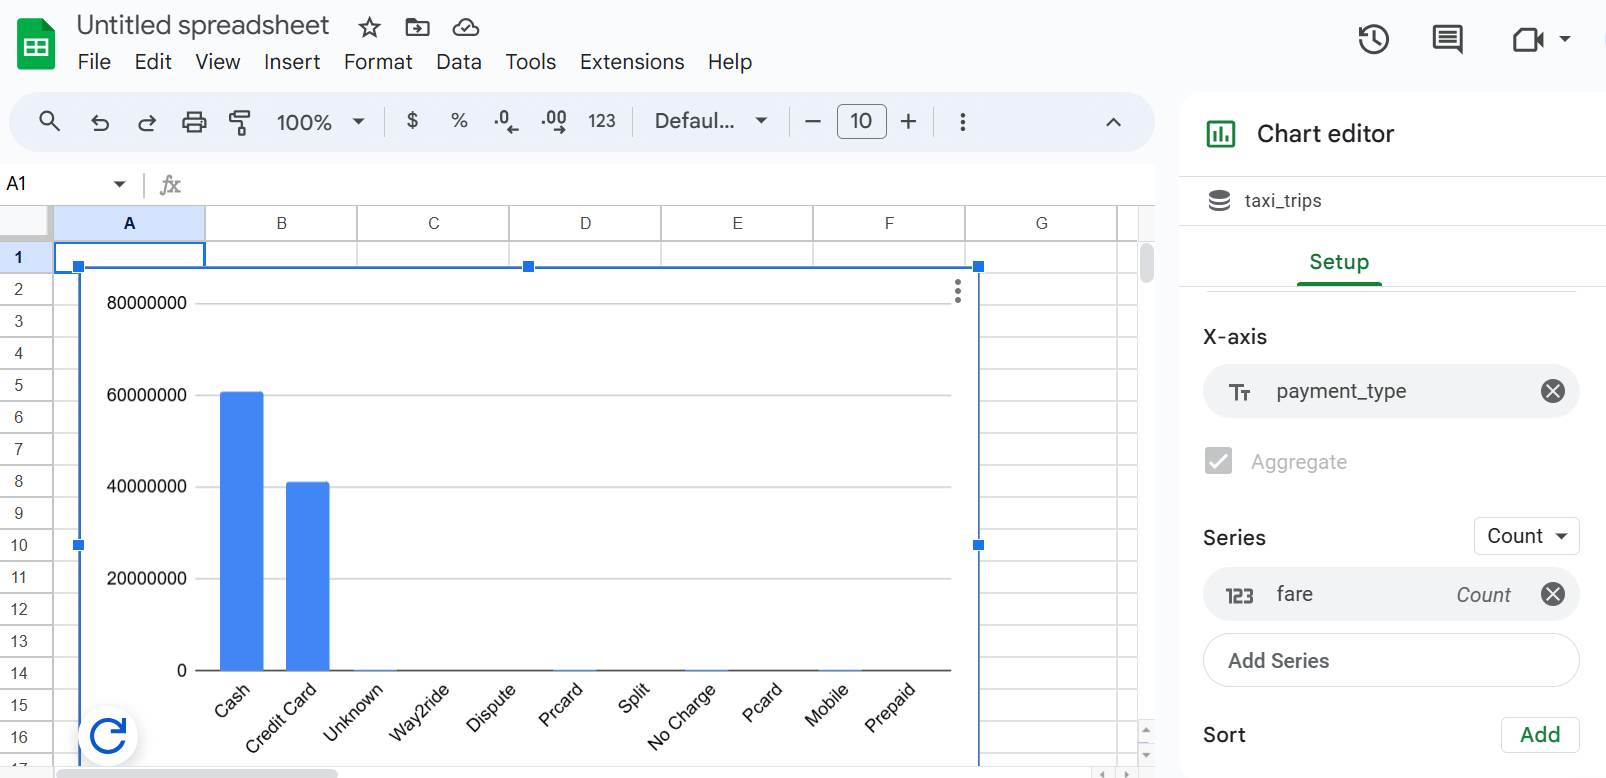 Untitled spreadsheet
File Edit View Insert Format Data Tools Extensions Help
100% $ % .0 .00 123 Defaul... 10
A1 fx
A B C D E F G
1
2
3
4
5
6
7
8
9
10
11
12
13
14
15
16
17
80000000
60000000
40000000
20000000
0
Cash Credit Card Unknown Way2ride Dispute Prcard Split No Charge Pcard Mobile Prepaid
Chart editor
taxi_trips
Setup
X-axis
Tт payment_type
Aggregate
Series Count
123 fare Count
Add Series
Sort Add